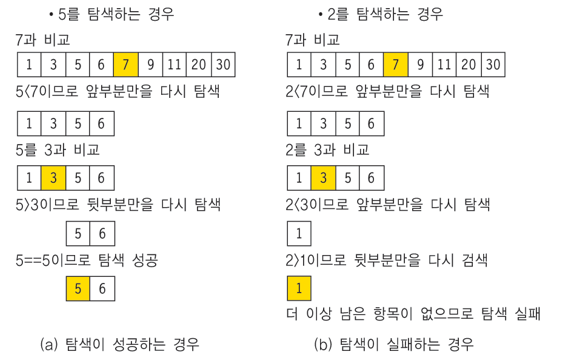 • 5를 탐색하는 경우
7과 비교
1 3 5 6 7 9 11 20 30
5<7이므로 앞부분만을 다시 탐색
1 3 5 6
5를 3과 비교
1 3 5 6
5>3이므로 뒷부분만을 다시 탐색
5 6
5==5이므로 탐색 성공
5 6
(a) 탐색이 성공하는 경우
• 2를 탐색하는 경우
7과 비교
1 3 5 6 7 9 11 20 30
2<7이므로 앞부분만을 다시 탐색
1 3 5 6
2를 3과 비교
1 3 5 6
2<3이므로 앞부분만을 다시 탐색
1
2>1이므로 뒷부분만을 다시 검색
1
더 이상 남은 항목이 없으므로 탐색 실패
(b) 탐색이 실패하는 경우